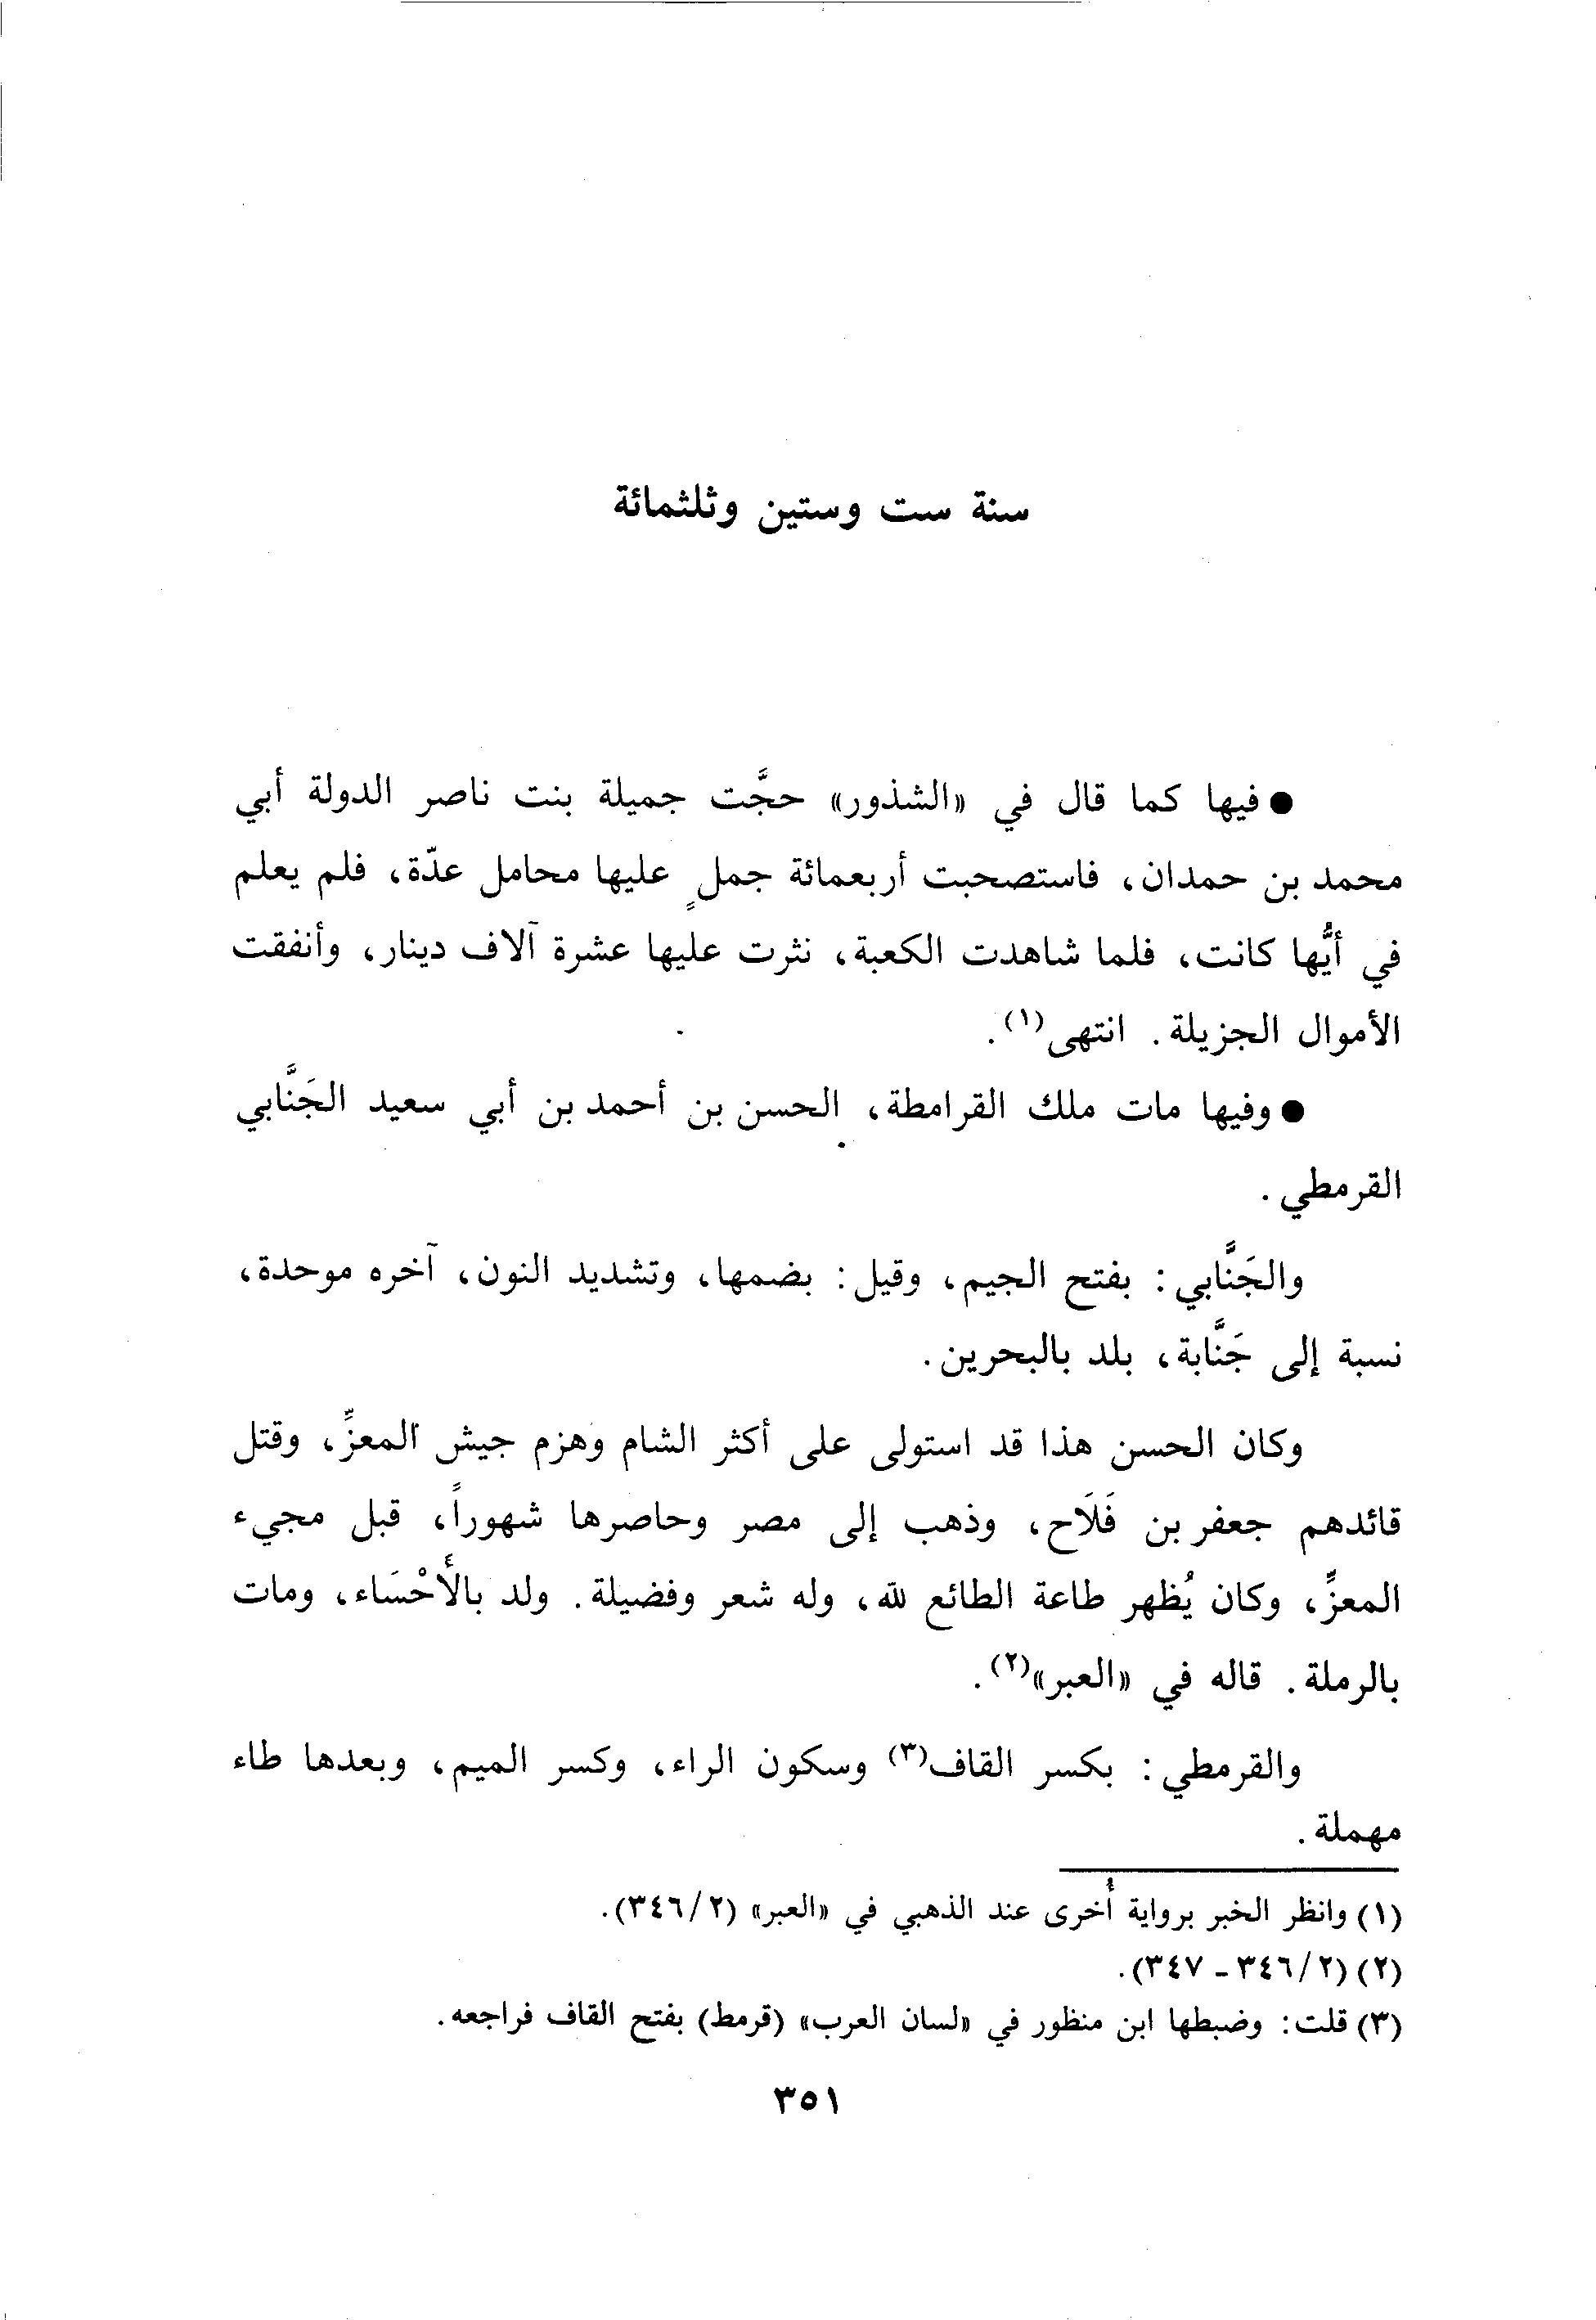 سنة ست وستين وثلثمائة
● فيها كما قال في «الشذور» حجَّت جميلة بنت ناصر الدولة أبي
محمد بن حمدان، فاستصحبت أربعمائة جملٍ عليها محامل عدّة، فلم يعلم
في أيُّها كانت، فلما شاهدت الكعبة، نثرت عليها عشرة آلاف دينار، وأنفقت
الأموال الجزيلة. انتهى(١).
● وفيها مات ملك القرامطة، الحسن بن أحمد بن أبي سعيد الجَنَّابي
القرمطي.
والجَنَّابي: بفتح الجيم، وقيل: بضمها، وتشديد النون، آخره موحدة،
نسبة إلى جَنَّابة، بلد بالبحرين.
وكان الحسن هذا قد استولى على أكثر الشام وهزم جيش المعزِّ، وقتل
قائدهم جعفر بن فَلَاح، وذهب إلى مصر وحاصرها شهوراً، قبل مجيء
المعزِّ، وكان يُظهر طاعة الطائع لله، وله شعر وفضيلة. ولد بالأَحْسَاء، ومات
بالرملة. قاله في «العبر»(٢).
والقرمطي: بكسر القاف(٣) وسكون الراء، وكسر الميم، وبعدها طاء
مهملة.
(١) وانظر الخبر برواية أُخرى عند الذهبي في «العبر» (٢/ ٣٤٦).
(٢) (٢/ ٣٤٦ - ٣٤٧).
(٣) قلت: وضبطها ابن منظور في «لسان العرب» (قرمط) بفتح القاف فراجعه.
٣٥١